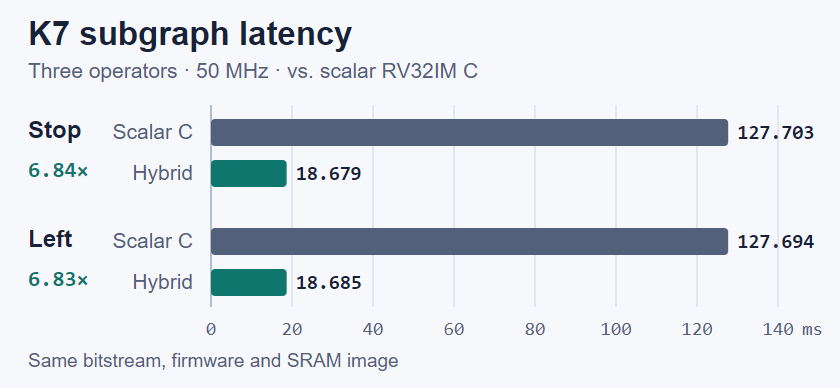 K7 subgraph latency
Three operators · 50 MHz · vs. scalar RV32IM C
Stop Scalar C 127.703
6.84× Hybrid 18.679
Left Scalar C 127.694
6.83× Hybrid 18.685
0 20 40 60 80 100 120 140 ms
Same bitstream, firmware and SRAM image